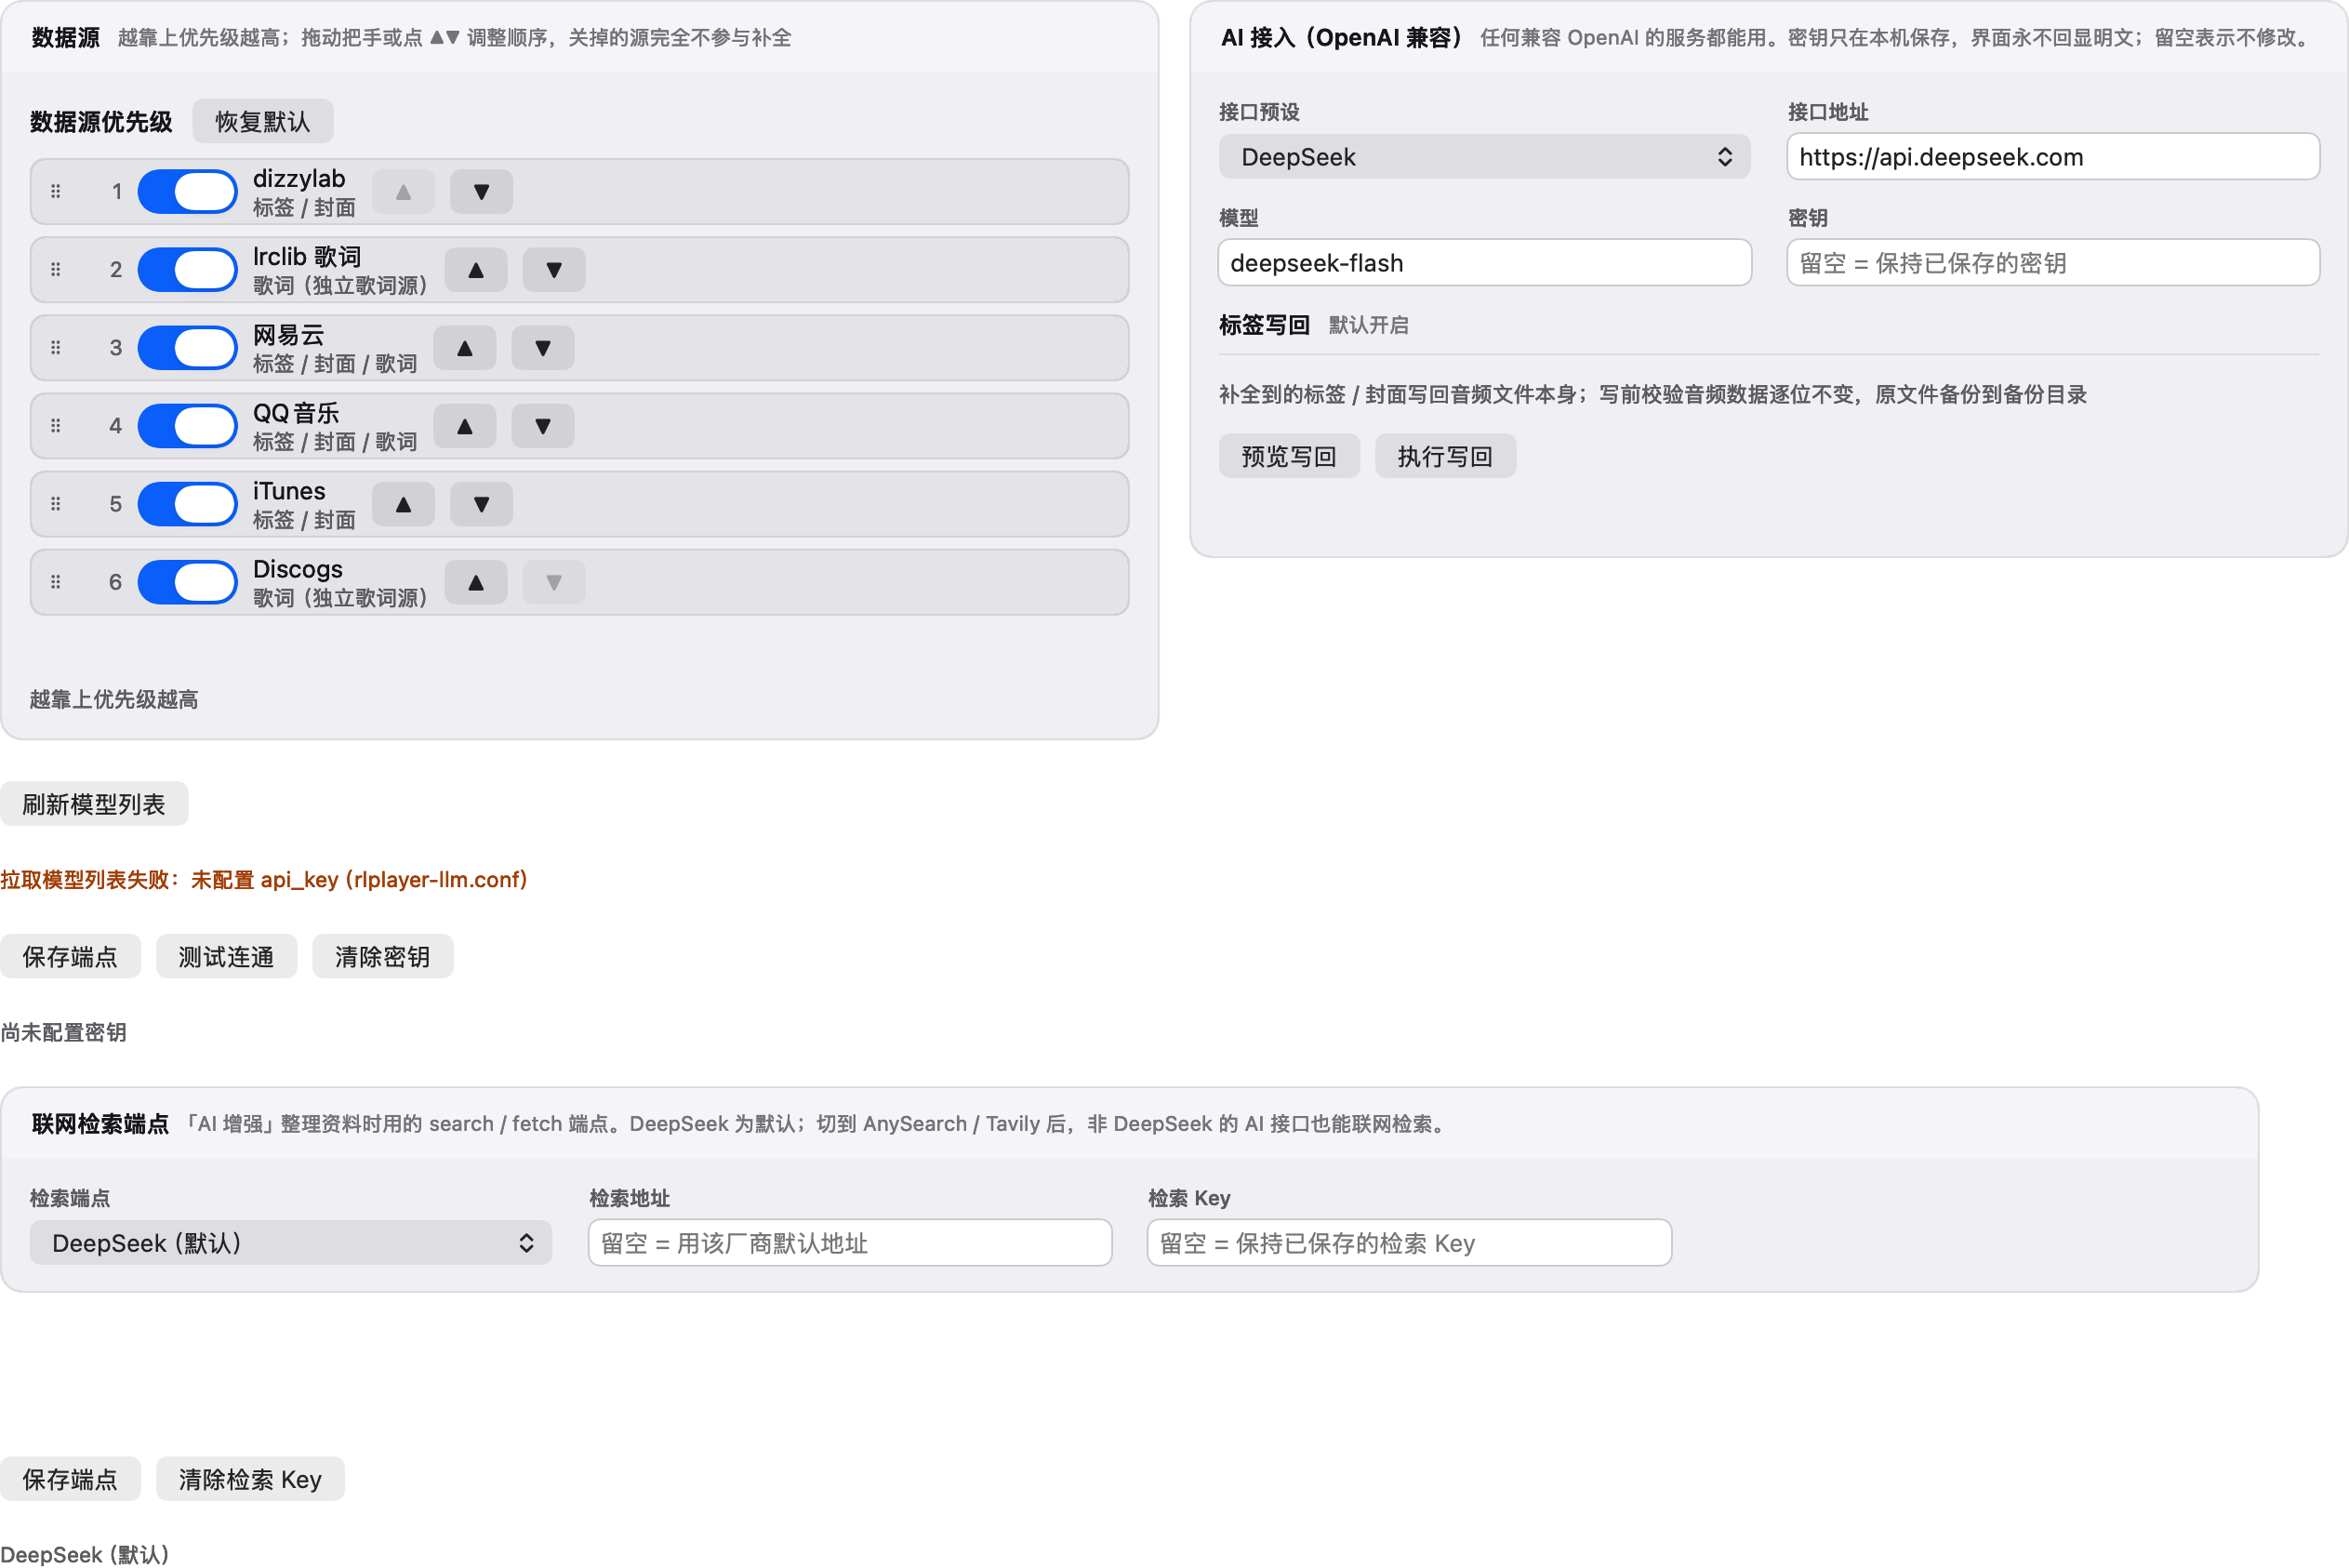 数据源 越靠上优先级越高；拖动把手或点 ▲▼ 调整顺序，关掉的源完全不参与补全
数据源优先级 恢复默认
1 dizzylab ▲ ▼
标签 / 封面
2 lrclib 歌词 ▲ ▼
歌词（独立歌词源）
3 网易云 ▲ ▼
标签 / 封面 / 歌词
4 QQ 音乐 ▲ ▼
标签 / 封面 / 歌词
5 iTunes ▲ ▼
标签 / 封面
6 Discogs ▲ ▼
歌词（独立歌词源）
越靠上优先级越高
AI 接入（OpenAI 兼容） 任何兼容 OpenAI 的服务都能用。密钥只在本机保存，界面永不回显明文；留空表示不修改。
接口预设 接口地址
DeepSeek https://api.deepseek.com
模型 密钥
deepseek-flash 留空 = 保持已保存的密钥
标签写回 默认开启
补全到的标签 / 封面写回音频文件本身；写前校验音频数据逐位不变，原文件备份到备份目录
预览写回 执行写回
刷新模型列表
拉取模型列表失败：未配置 api_key (rlplayer-llm.conf)
保存端点 测试连通 清除密钥
尚未配置密钥
联网检索端点 「AI 增强」整理资料时用的 search / fetch 端点。DeepSeek 为默认；切到 AnySearch / Tavily 后，非 DeepSeek 的 AI 接口也能联网检索。
检索端点 检索地址 检索 Key
DeepSeek (默认) 留空 = 用该厂商默认地址 留空 = 保持已保存的检索 Key
保存端点 清除检索 Key
DeepSeek (默认)